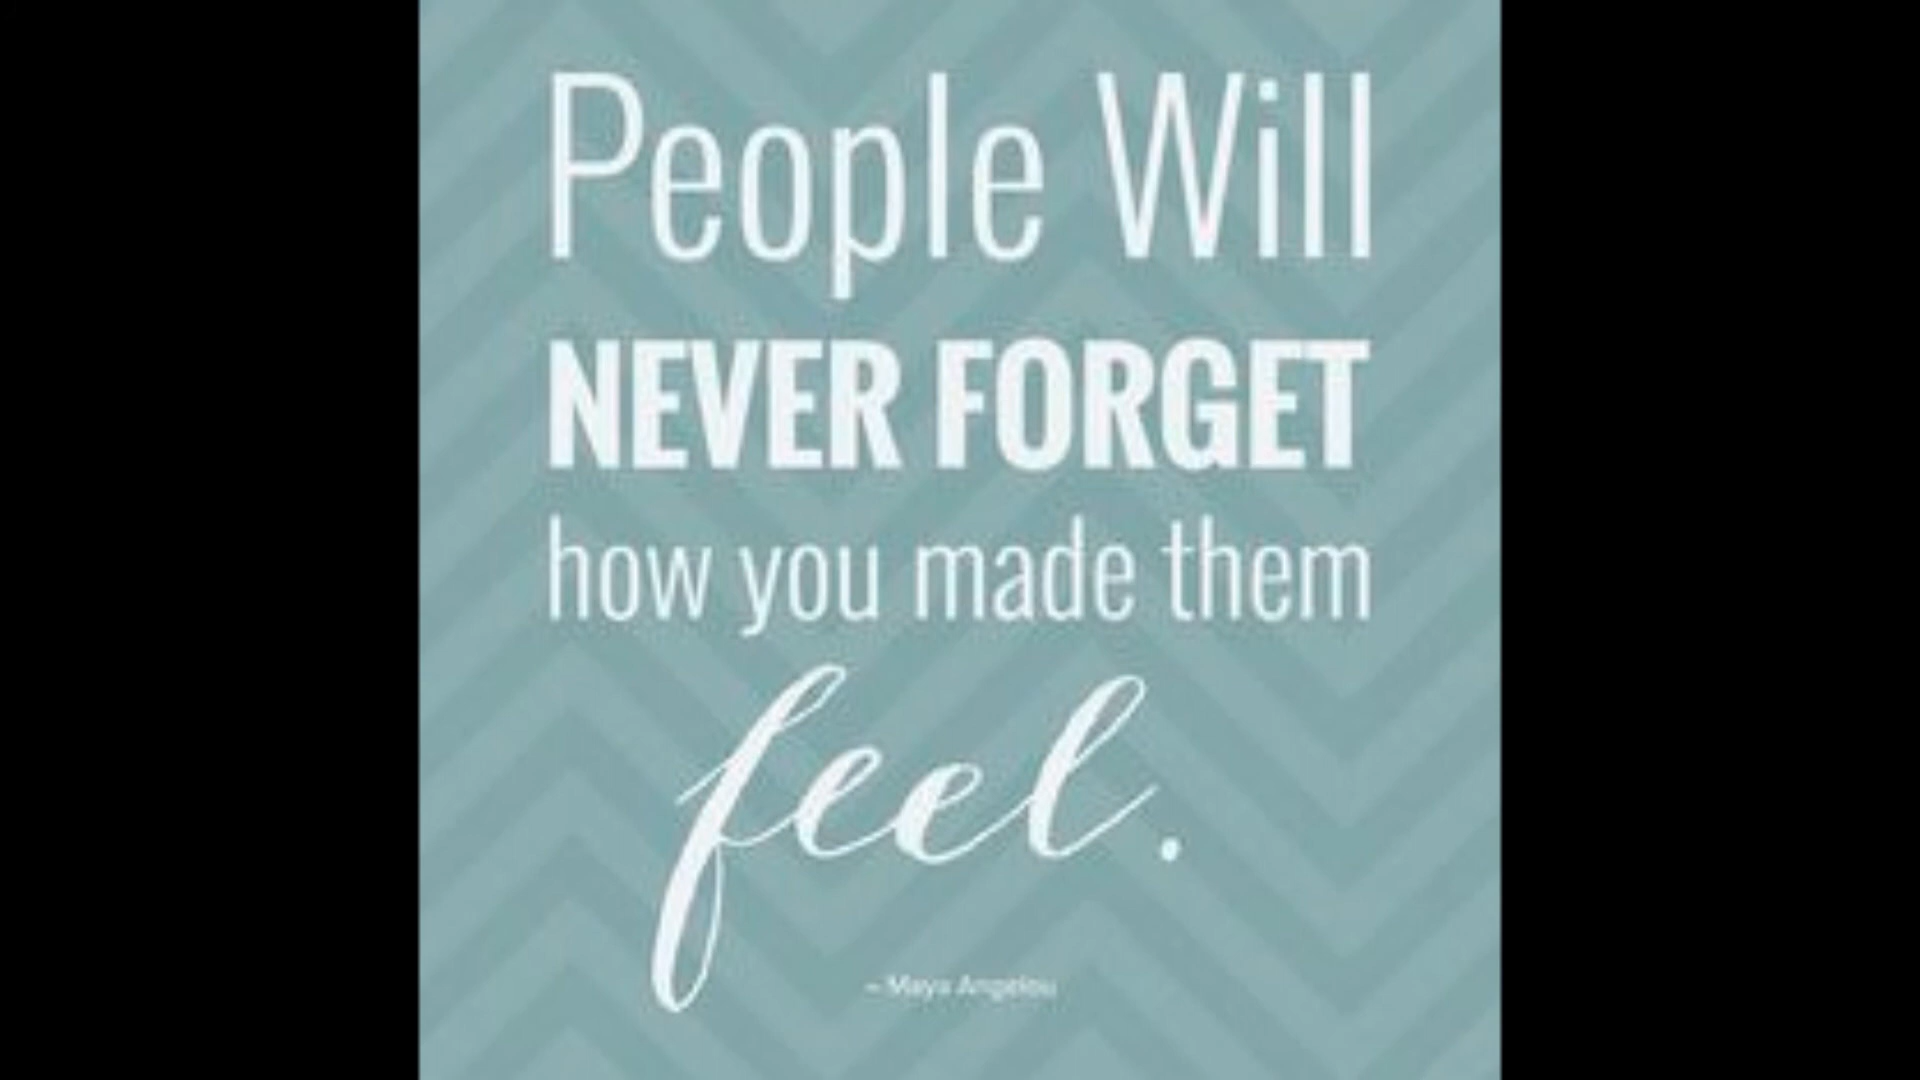 People Will
NEVER FORGET
how you made them
feel.
- Maya Angelou